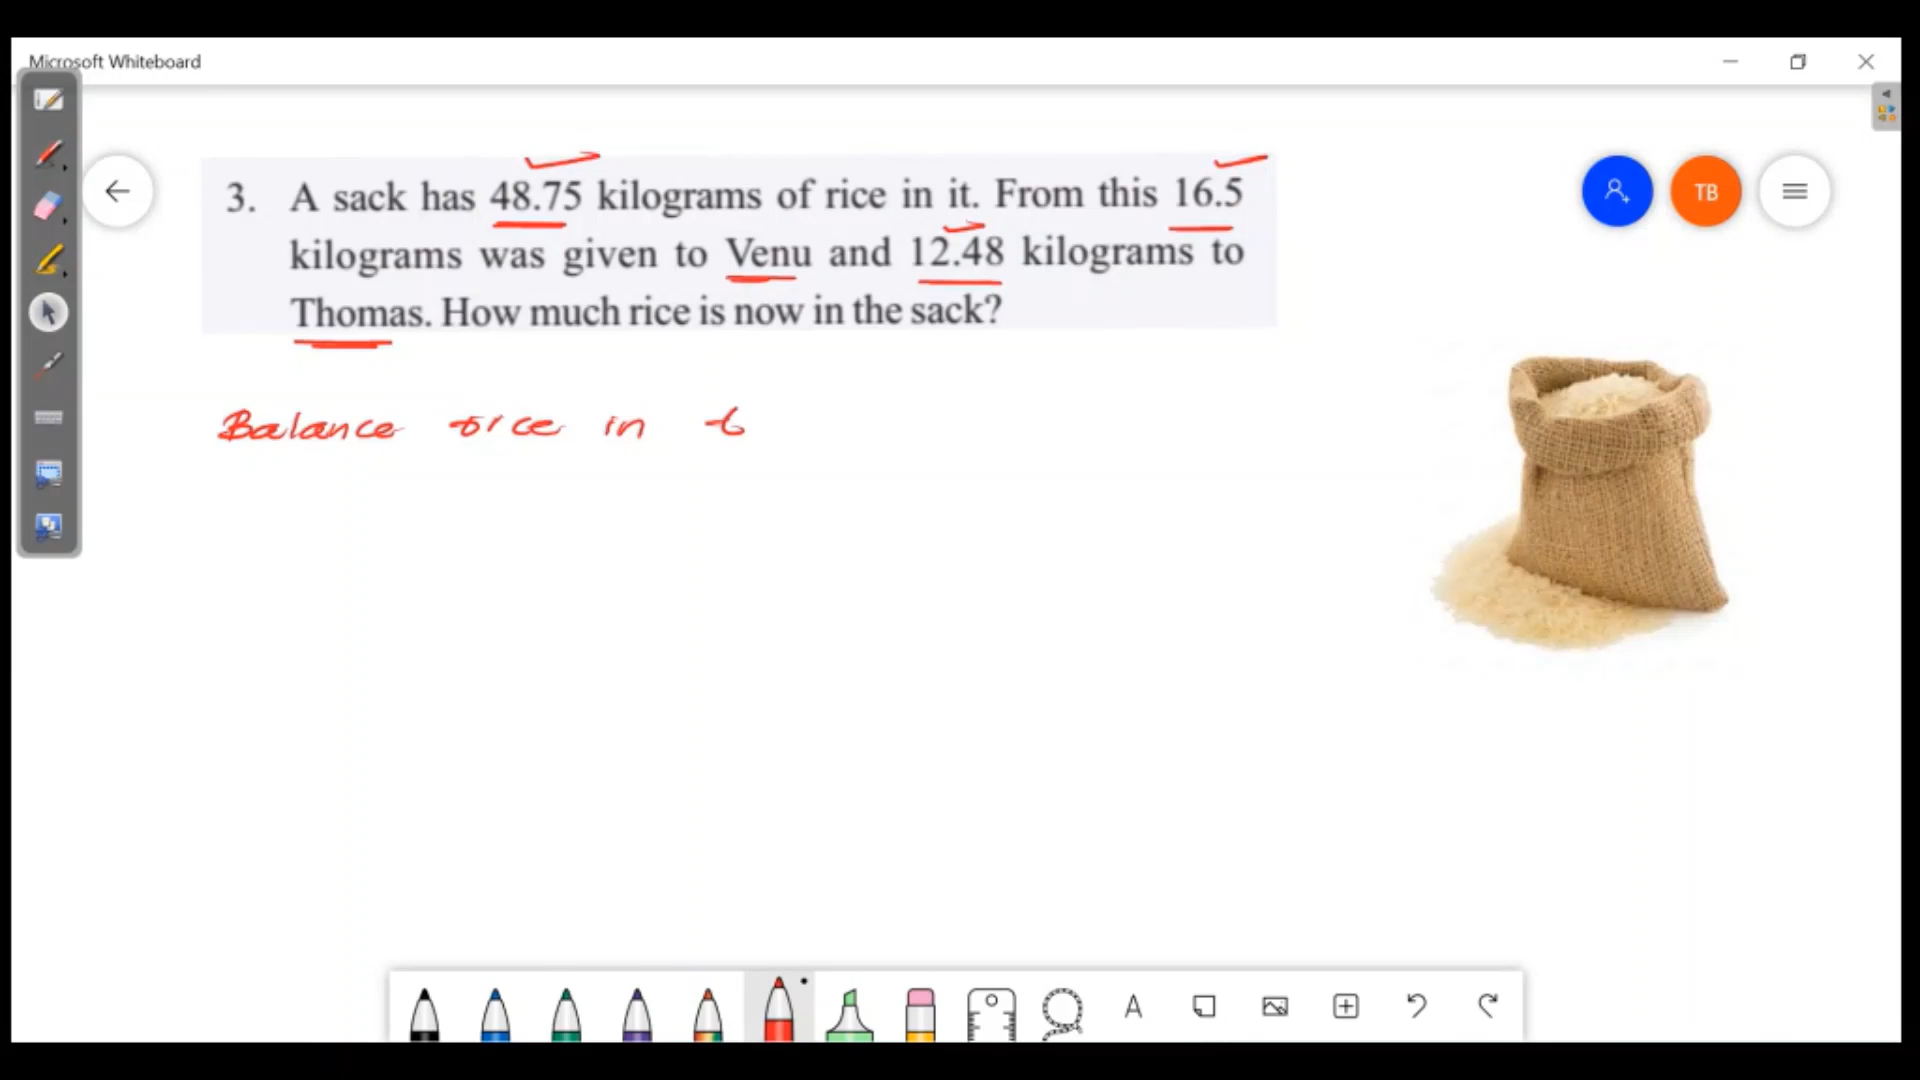 Microsoft Whiteboard
3. A sack has 48.75 kilograms of rice in it. From this 16.5
kilograms was given to Venu and 12.48 kilograms to
Thomas. How much rice is now in the sack?
TB
Balance rice in t